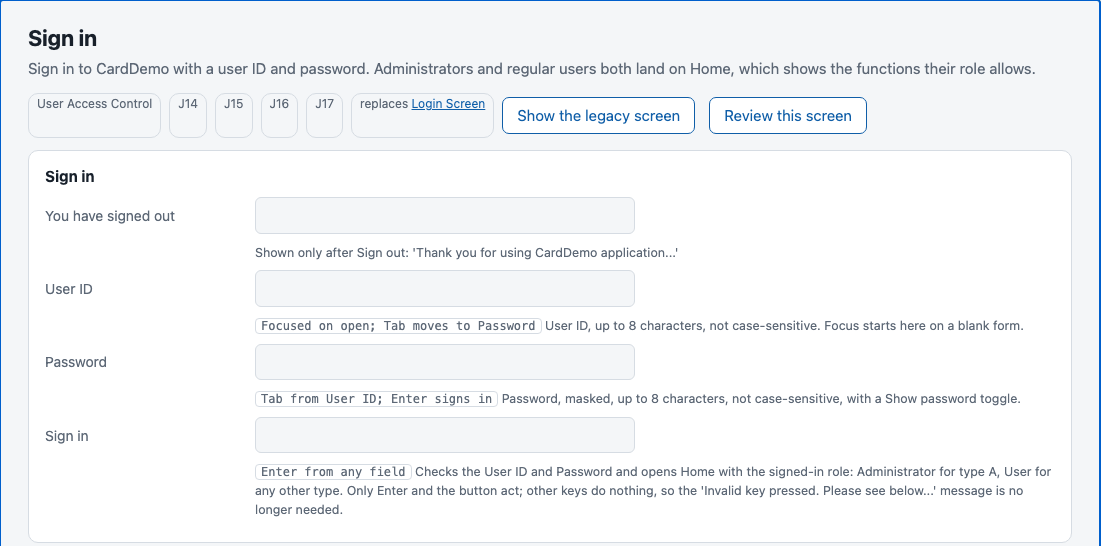 Sign in
Sign in to CardDemo with a user ID and password. Administrators and regular users both land on Home, which shows the functions their role allows.
User Access Control J14 J15 J16 J17 replaces Login Screen Show the legacy screen Review this screen
Sign in
You have signed out
Shown only after Sign out: 'Thank you for using CardDemo application...'
User ID
Focused on open; Tab moves to Password User ID, up to 8 characters, not case-sensitive. Focus starts here on a blank form.
Password
Tab from User ID; Enter signs in Password, masked, up to 8 characters, not case-sensitive, with a Show password toggle.
Sign in
Enter from any field Checks the User ID and Password and opens Home with the signed-in role: Administrator for type A, User for
any other type. Only Enter and the button act; other keys do nothing, so the 'Invalid key pressed. Please see below...' message is no
longer needed.